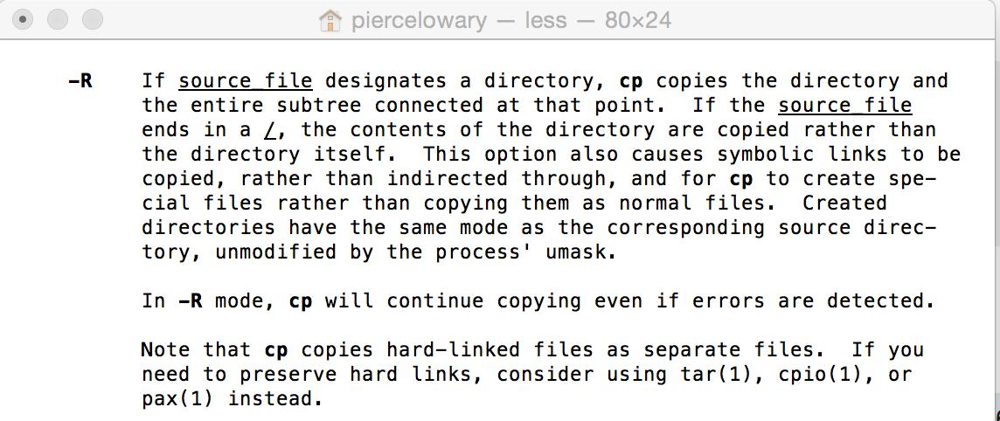 piercelowary — less — 80×24
-R If source_file designates a directory, cp copies the directory and
the entire subtree connected at that point.  If the source_file
ends in a /, the contents of the directory are copied rather than
the directory itself.  This option also causes symbolic links to be
copied, rather than indirected through, and for cp to create spe-
cial files rather than copying them as normal files.  Created
directories have the same mode as the corresponding source direc-
tory, unmodified by the process' umask.
In -R mode, cp will continue copying even if errors are detected.
Note that cp copies hard-linked files as separate files.  If you
need to preserve hard links, consider using tar(1), cpio(1), or
pax(1) instead.